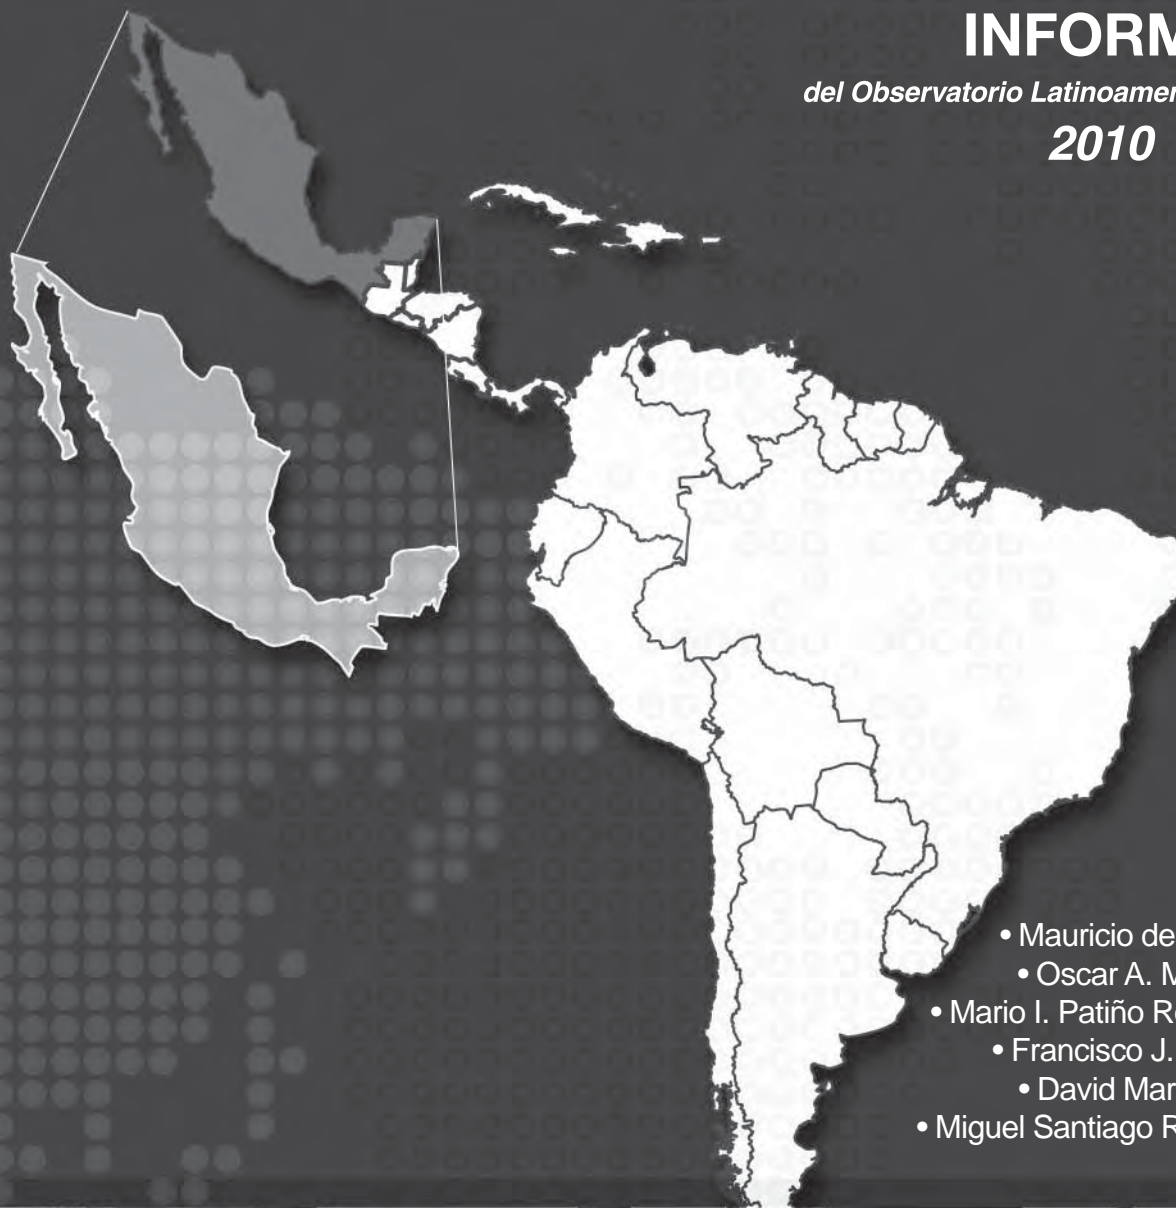 INFORM
del Observatorio Latinoamer
2010
• Mauricio de
• Oscar A. M
• Mario I. Patiño R
• Francisco J.
• David Mar
• Miguel Santiago R